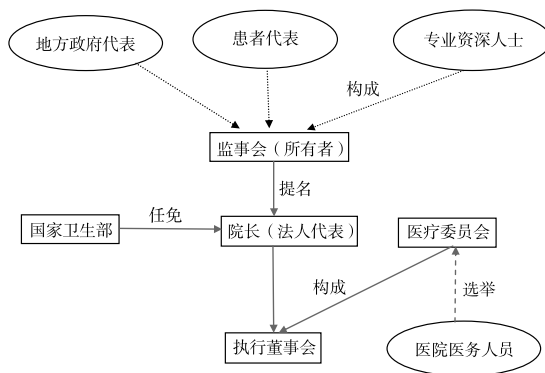 地方政府代表
患者代表
专业资深人士
构成
监事会（所有者）
提名
国家卫生部
任免
院长（法人代表）
医疗委员会
构成
选举
执行董事会
医院医务人员